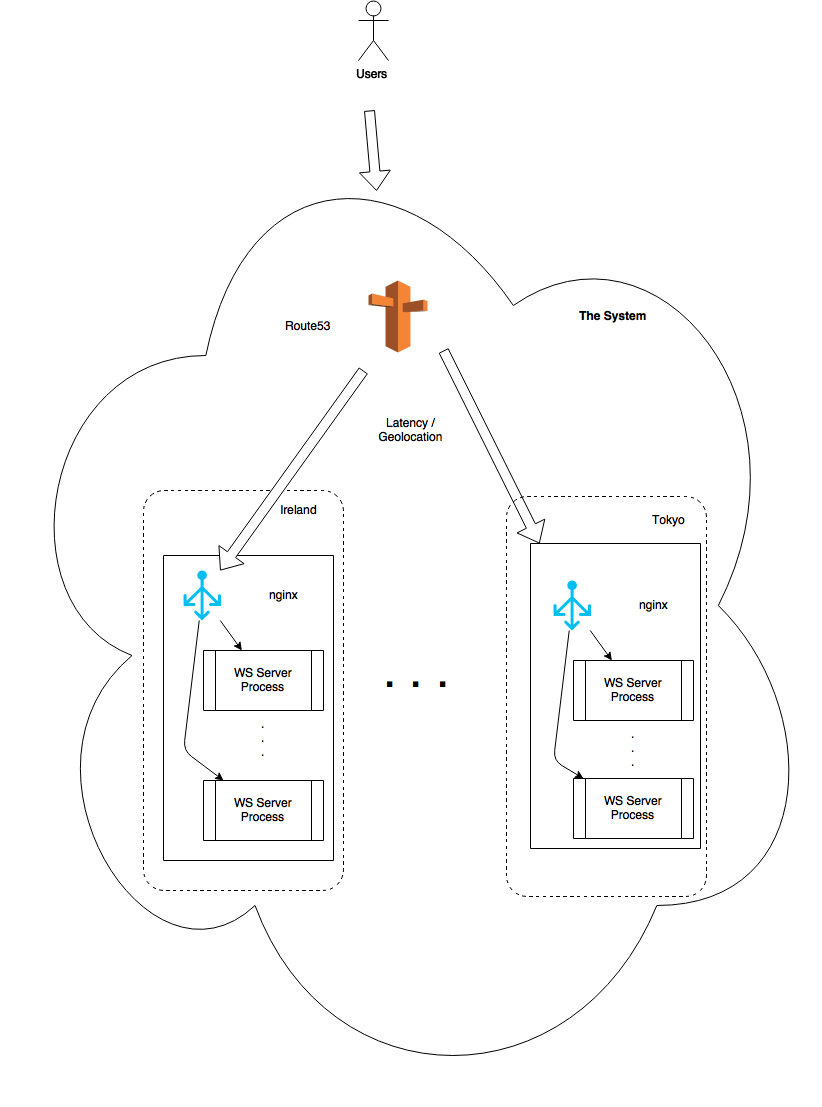 Users
Route53
The System
Latency /
Geolocation
Ireland
nginx
WS Server
Process
.
.
.
WS Server
Process
. . .
Tokyo
nginx
WS Server
Process
.
.
.
WS Server
Process